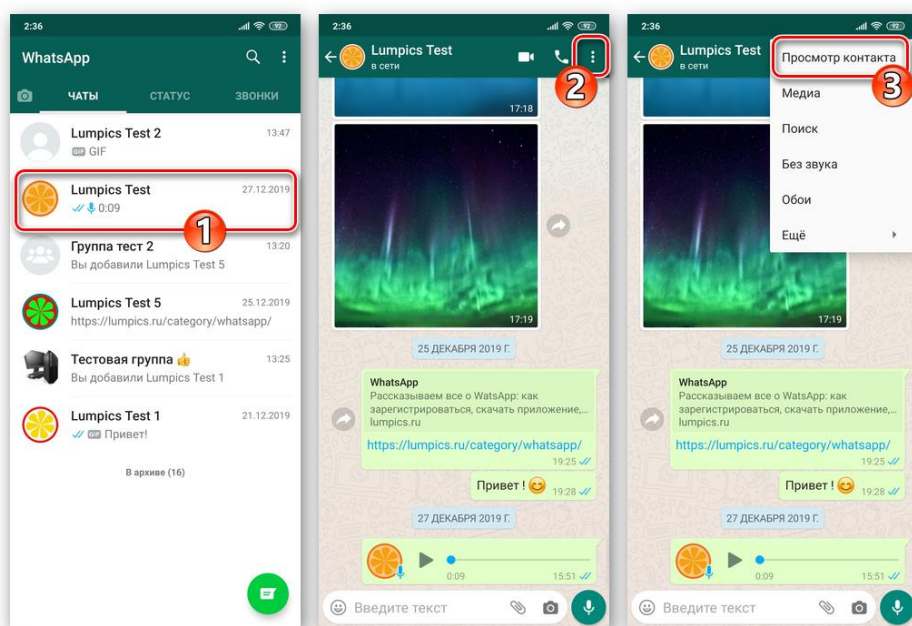 2:36
92
WhatsApp
ЧАТЫ
СТАТУС
ЗВОНКИ
Lumpics Test 2
13:47
GIF GIF
Lumpics Test
27.12.2019
0:09
1
Группа тест 2
13:20
Вы добавили Lumpics Test 5
Lumpics Test 5
25.12.2019
https://lumpics.ru/category/whatsapp/
Тестовая группа 👍
13:25
Вы добавили Lumpics Test 1
Lumpics Test 1
21.12.2019
GIF Привет!
В архиве (16)
2:36
92
Lumpics Test
в сети
2
17:18
17:19
25 ДЕКАБРЯ 2019 Г.
WhatsApp
Рассказываем все о WatsApp: как
зарегистрироваться, скачать приложение,...
lumpics.ru
https://lumpics.ru/category/whatsapp/
19:25
Привет ! 😊
19:28
27 ДЕКАБРЯ 2019 Г.
0:09
15:51
Введите текст
2:36
92
Lumpics Test
в сети
Просмотр контакта
3
Медиа
Поиск
Без звука
Обои
Ещё
17:19
25 ДЕКАБРЯ 2019 Г.
WhatsApp
Рассказываем все о WatsApp: как
зарегистрироваться, скачать приложение,...
lumpics.ru
https://lumpics.ru/category/whatsapp/
19:25
Привет ! 😊
19:28
27 ДЕКАБРЯ 2019 Г.
0:09
15:51
Введите текст